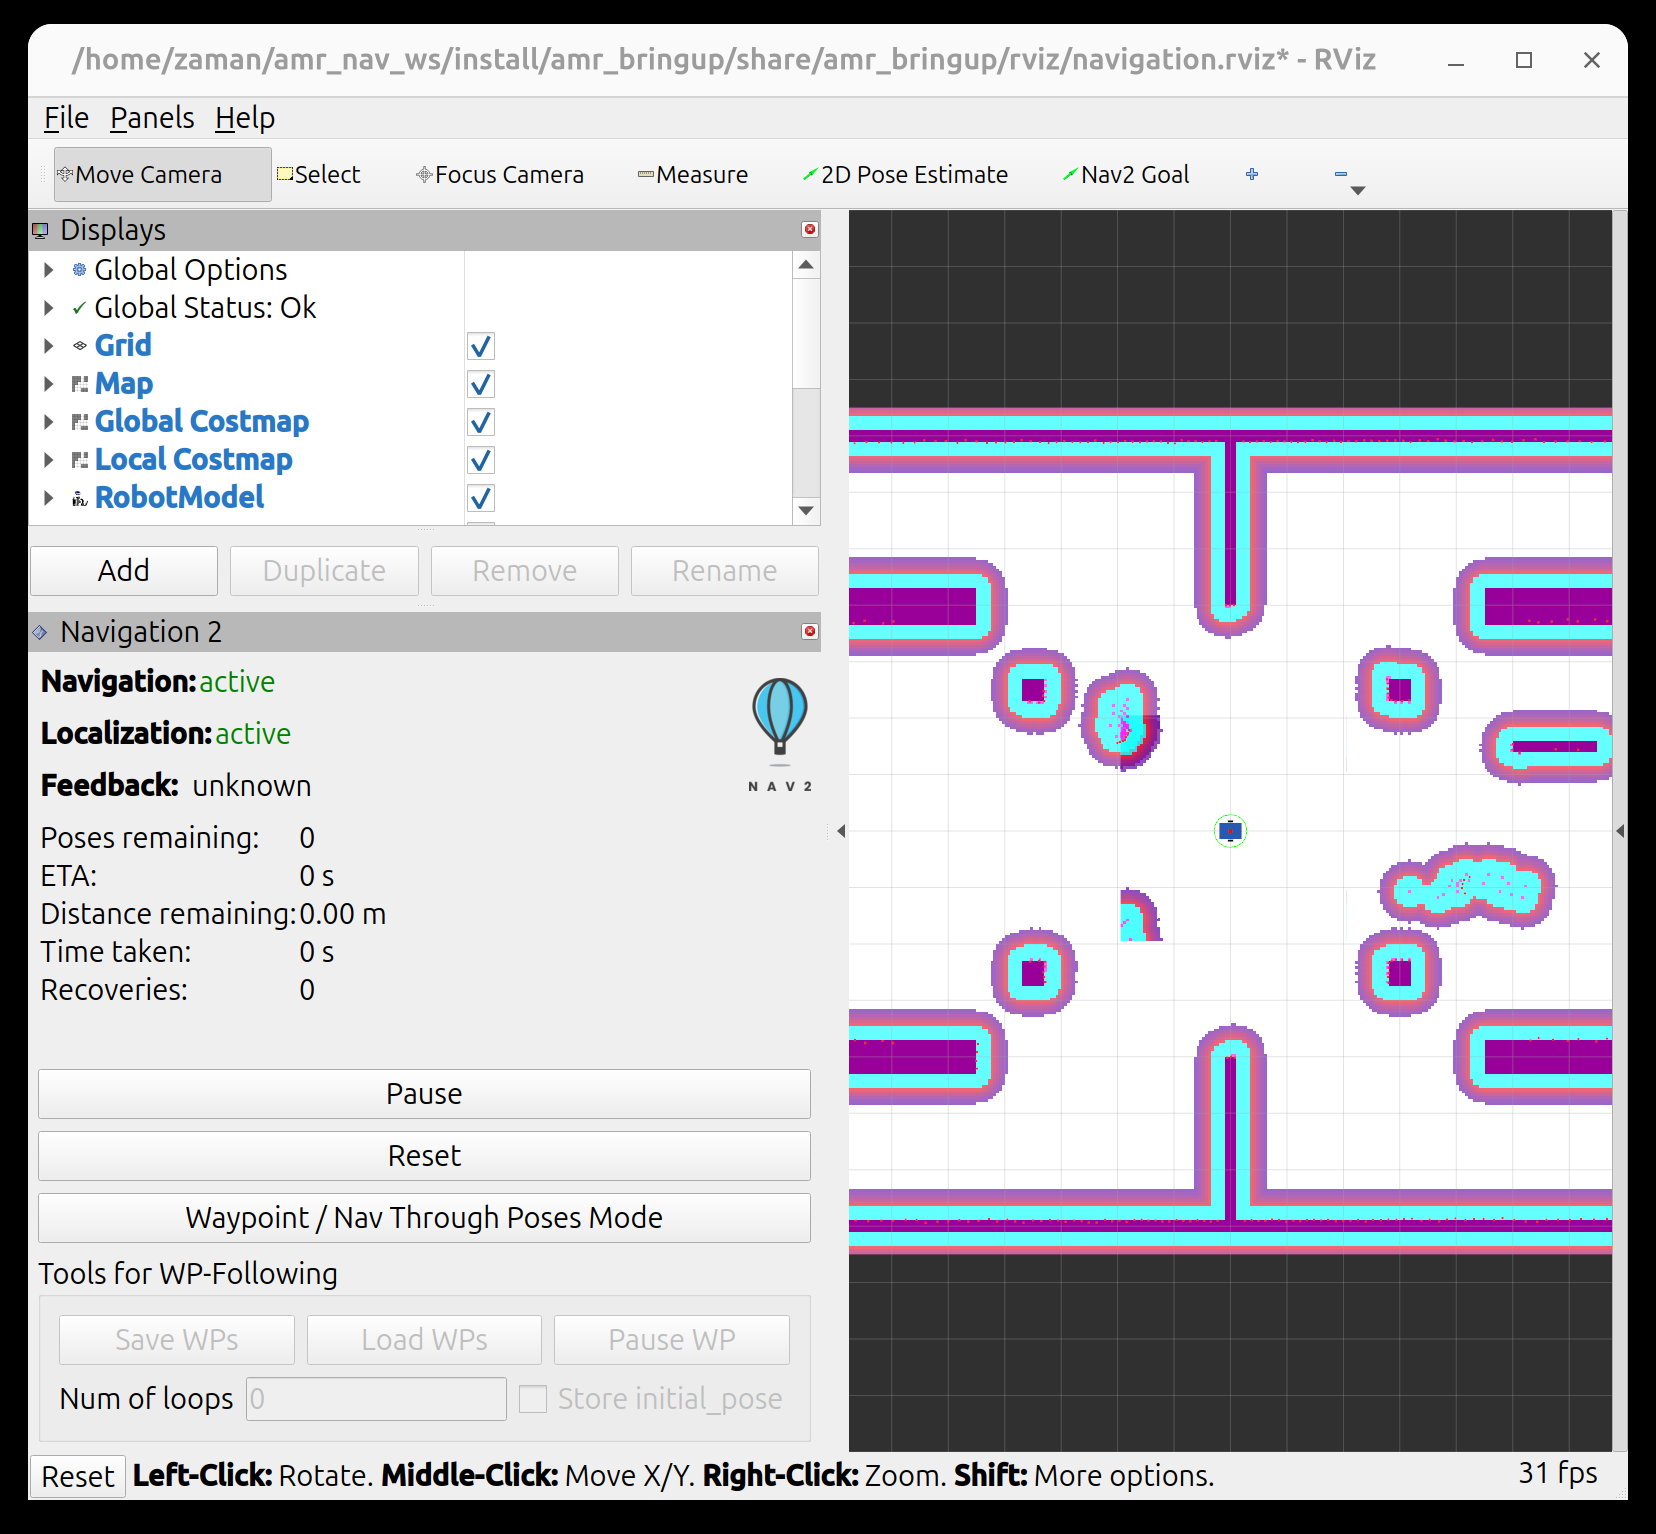 /home/zaman/amr_nav_ws/install/amr_bringup/share/amr_bringup/rviz/navigation.rviz* - RViz
File Panels Help
Move Camera Select Focus Camera Measure 2D Pose Estimate Nav2 Goal
Displays
Global Options
Global Status: Ok
Grid
Map
Global Costmap
Local Costmap
RobotModel
Add Duplicate Remove Rename
Navigation 2
Navigation: active
Localization: active
Feedback: unknown
NAV2
Poses remaining: 0
ETA: 0 s
Distance remaining: 0.00 m
Time taken: 0 s
Recoveries: 0
Pause
Reset
Waypoint / Nav Through Poses Mode
Tools for WP-Following
Save WPs Load WPs Pause WP
Num of loops 0 Store initial_pose
Reset Left-Click: Rotate. Middle-Click: Move X/Y. Right-Click: Zoom. Shift: More options. 31 fps